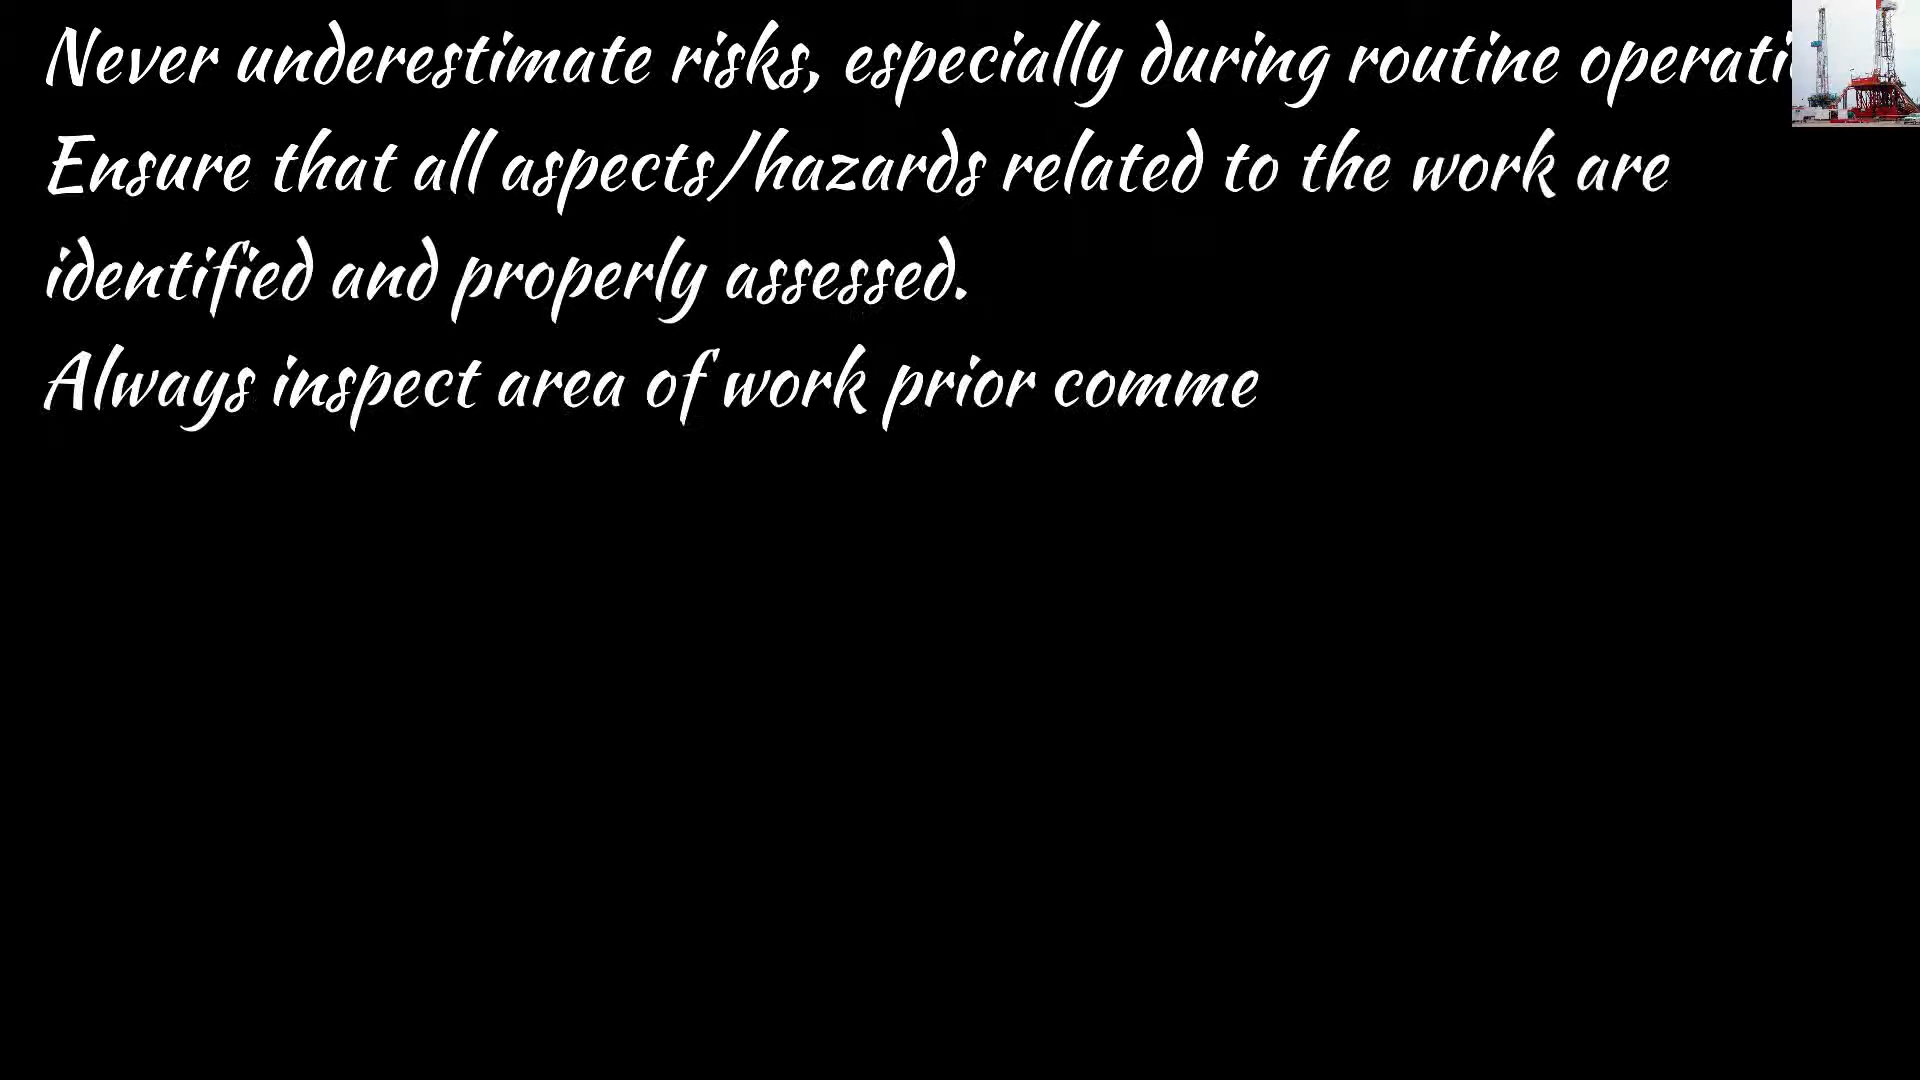 Never underestimate risks, especially during routine operati
Ensure that all aspects/hazards related to the work are
identified and properly assessed.
Always inspect area of work prior comme